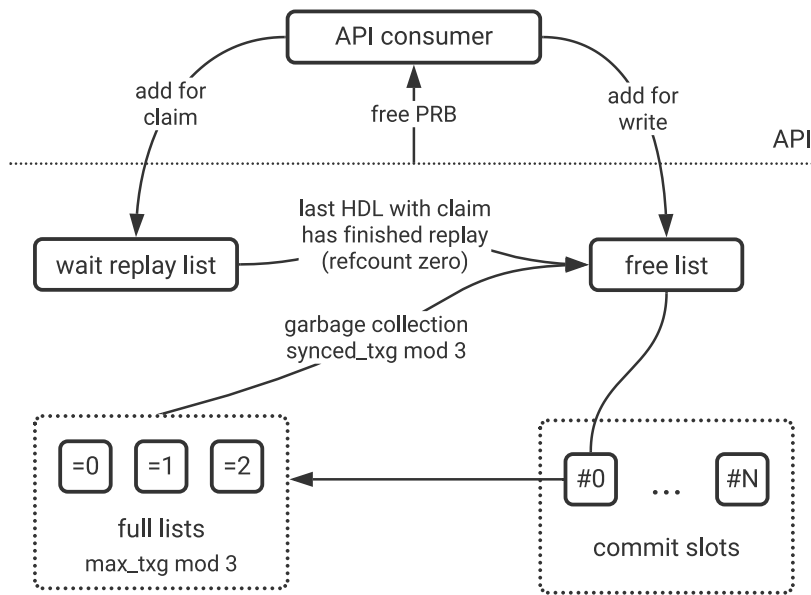 API consumer
add for
claim
free PRB
add for
write
API
last HDL with claim
has finished replay
(refcount zero)
wait replay list
free list
garbage collection
synced_txg mod 3
=0 =1 =2
full lists
max_txg mod 3
#0 ... #N
commit slots